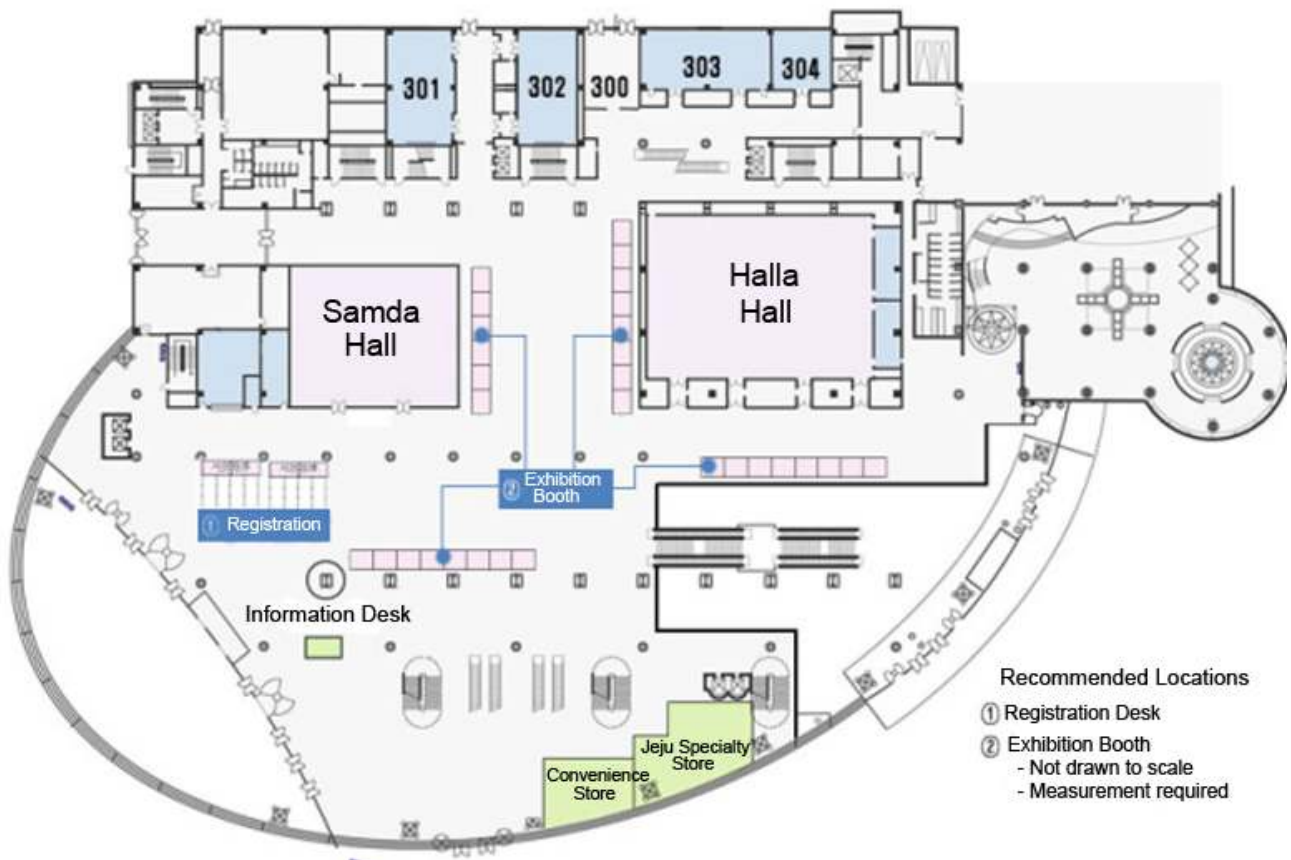 301
302
300
303
304
Samda
Hall
Halla
Hall
② Exhibition
Booth
① Registration
Information Desk
Jeju Specialty
Store
Convenience
Store
Recommended Locations
① Registration Desk
② Exhibition Booth
- Not drawn to scale
- Measurement required